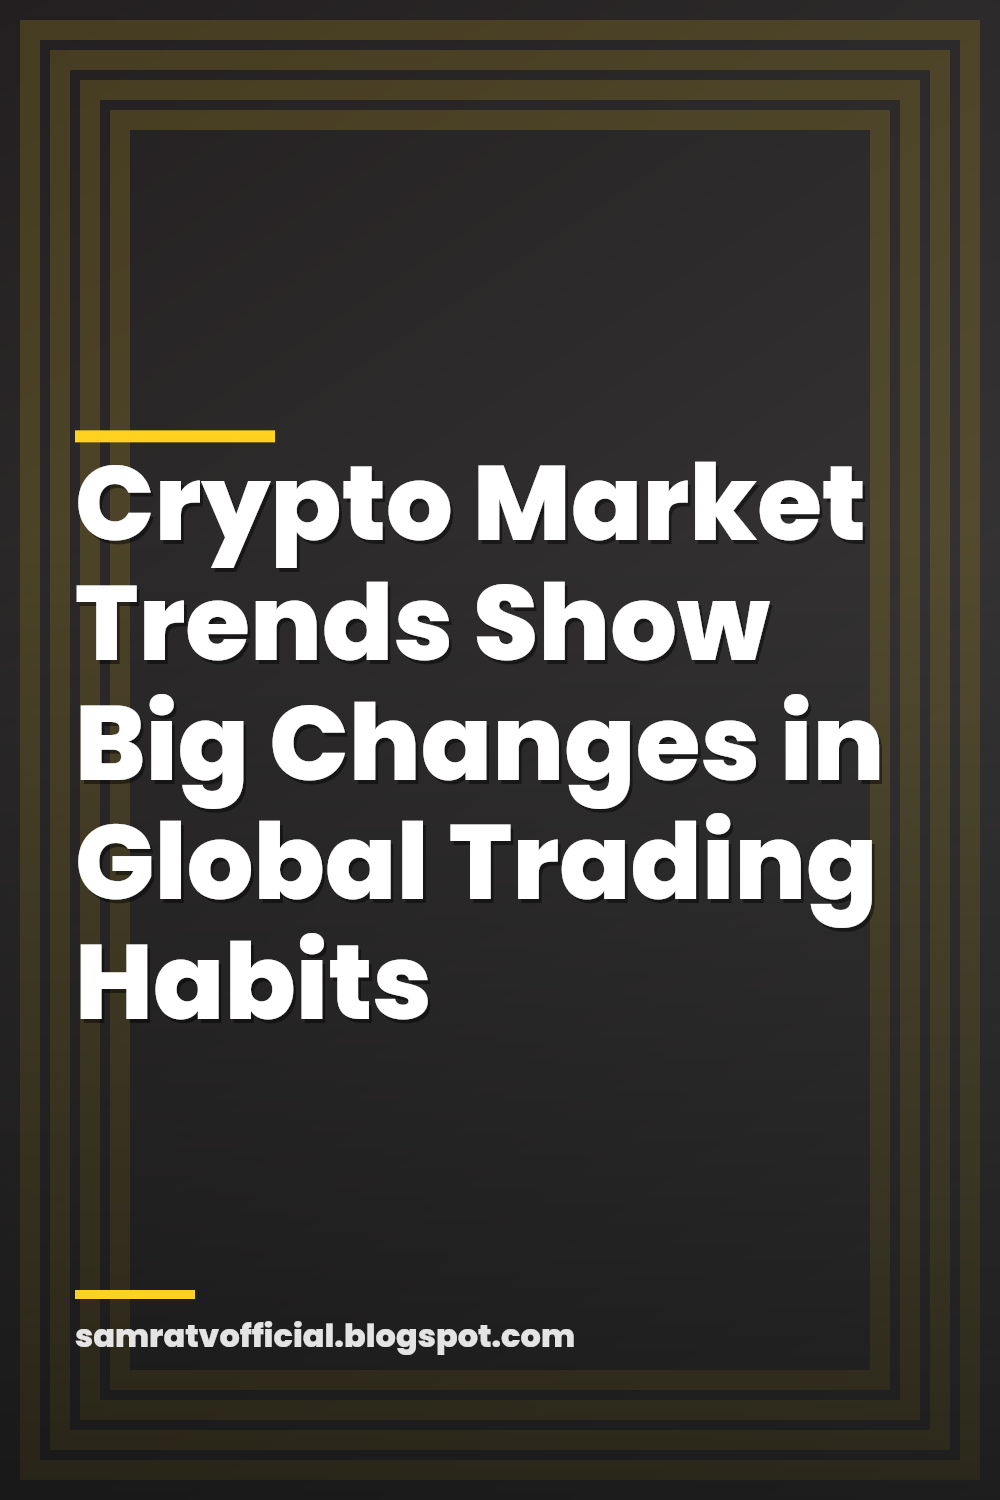 Crypto Market
Trends Show
Big Changes in
Global Trading
Habits
samratvofficial.blogspot.com